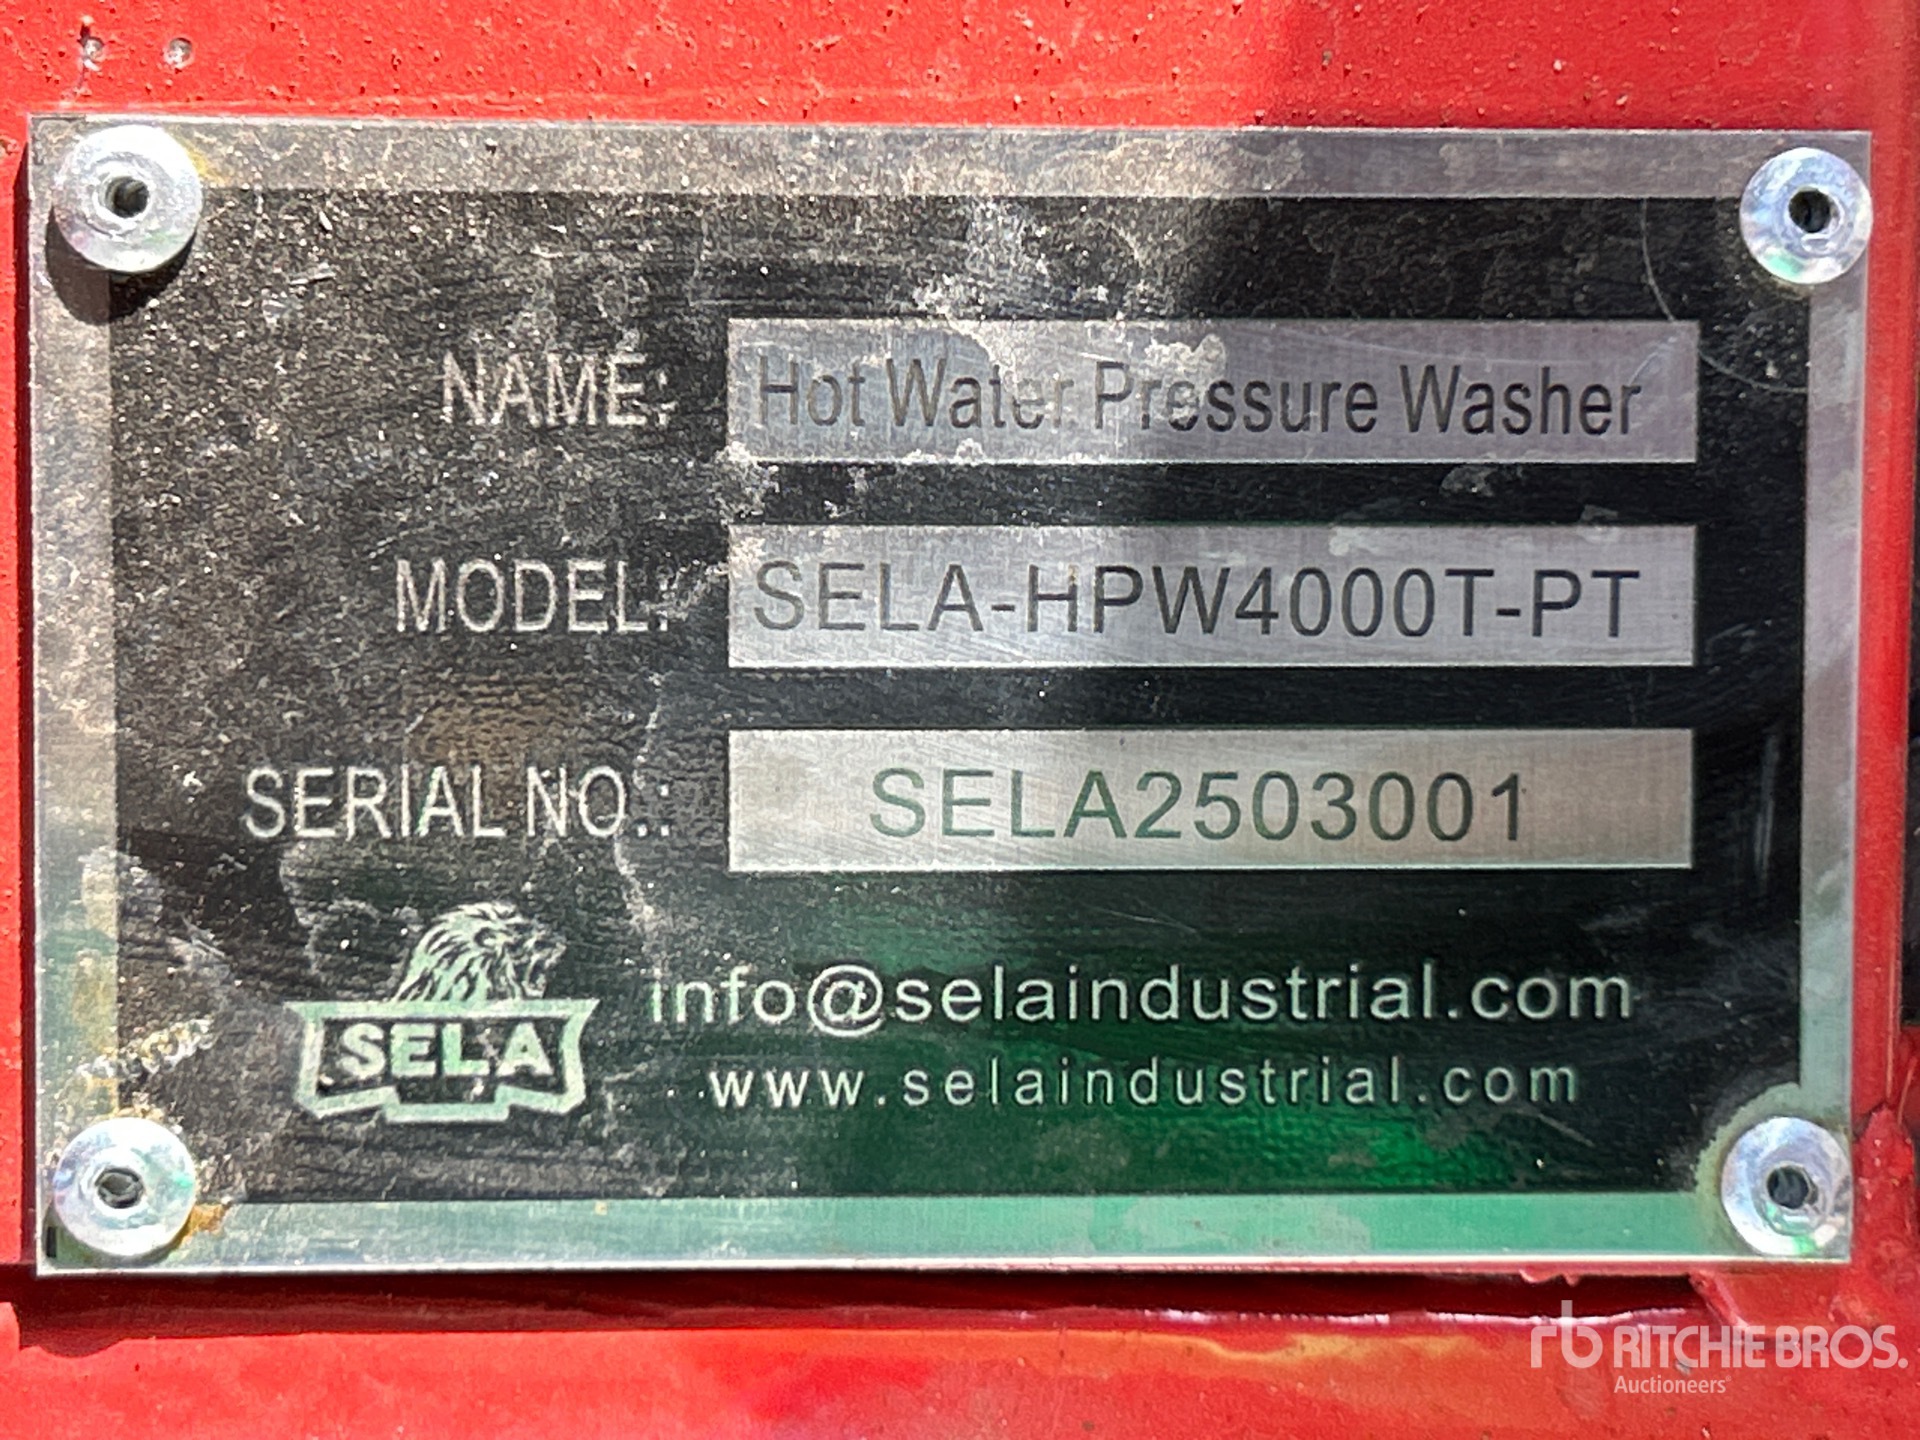 NAME: Hot Water Pressure Washer
MODEL: SELA-HPW4000T-PT
SERIAL NO.: SELA2503001
SELA
info@selaindustrial.com
www.selaindustrial.com
rb RITCHIE BROS.
Auctioneers